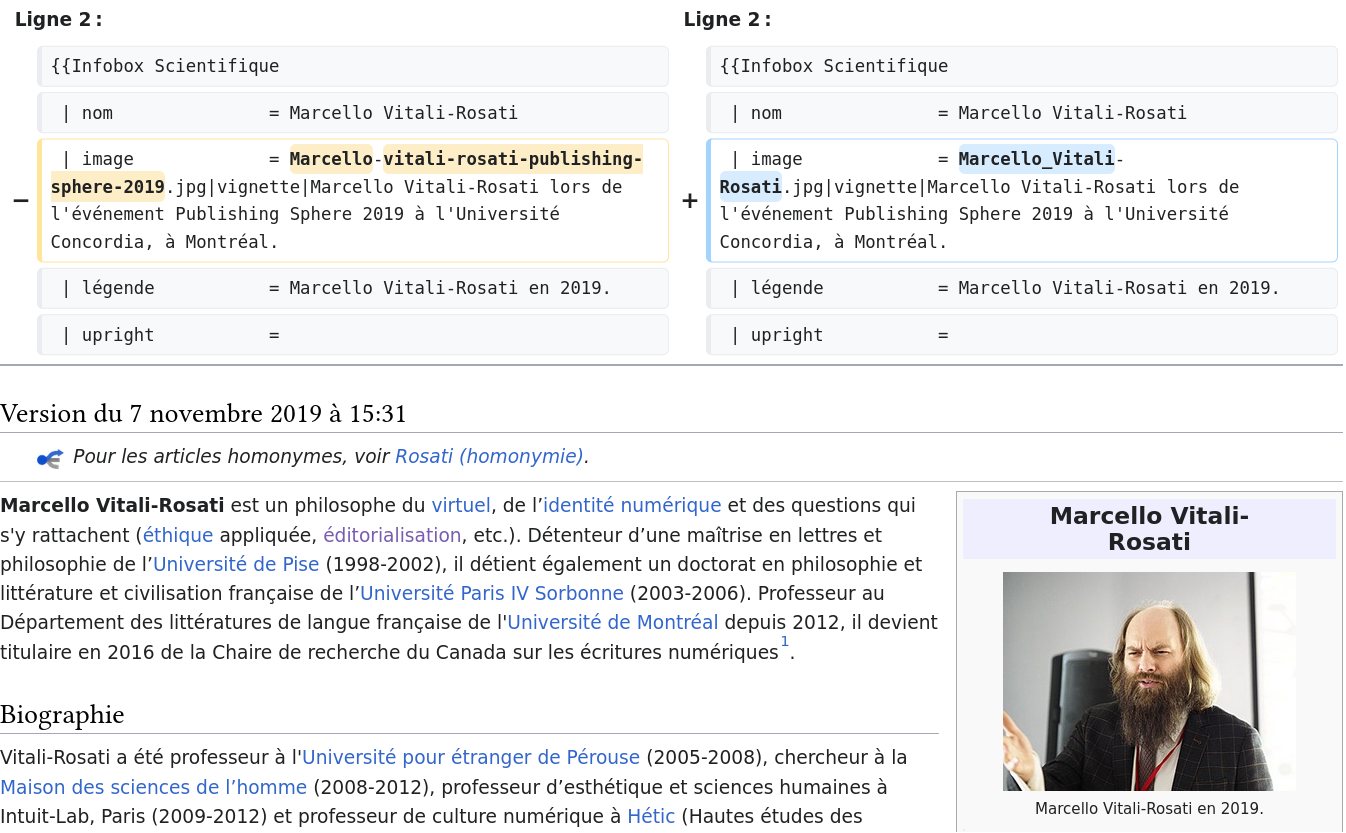 Ligne 2 :
{{Infobox Scientifique
| nom = Marcello Vitali-Rosati
| image = Marcello-vitali-rosati-publishing-
− sphere-2019.jpg|vignette|Marcello Vitali-Rosati lors de
l'événement Publishing Sphere 2019 à l'Université
Concordia, à Montréal.
| légende = Marcello Vitali-Rosati en 2019.
| upright =
Ligne 2 :
{{Infobox Scientifique
| nom = Marcello Vitali-Rosati
| image = Marcello_Vitali-
+ Rosati.jpg|vignette|Marcello Vitali-Rosati lors de
l'événement Publishing Sphere 2019 à l'Université
Concordia, à Montréal.
| légende = Marcello Vitali-Rosati en 2019.
| upright =
Version du 7 novembre 2019 à 15:31
Pour les articles homonymes, voir Rosati (homonymie).
Marcello Vitali-Rosati est un philosophe du virtuel, de l’identité numérique et des questions qui
s'y rattachent (éthique appliquée, éditorialisation, etc.). Détenteur d’une maîtrise en lettres et
philosophie de l’Université de Pise (1998-2002), il détient également un doctorat en philosophie et
littérature et civilisation française de l’Université Paris IV Sorbonne (2003-2006). Professeur au
Département des littératures de langue française de l'Université de Montréal depuis 2012, il devient
titulaire en 2016 de la Chaire de recherche du Canada sur les écritures numériques 1.
Biographie
Vitali-Rosati a été professeur à l'Université pour étranger de Pérouse (2005-2008), chercheur à la
Maison des sciences de l’homme (2008-2012), professeur d’esthétique et sciences humaines à
Intuit-Lab, Paris (2009-2012) et professeur de culture numérique à Hétic (Hautes études des
Marcello Vitali-
Rosati
Marcello Vitali-Rosati en 2019.